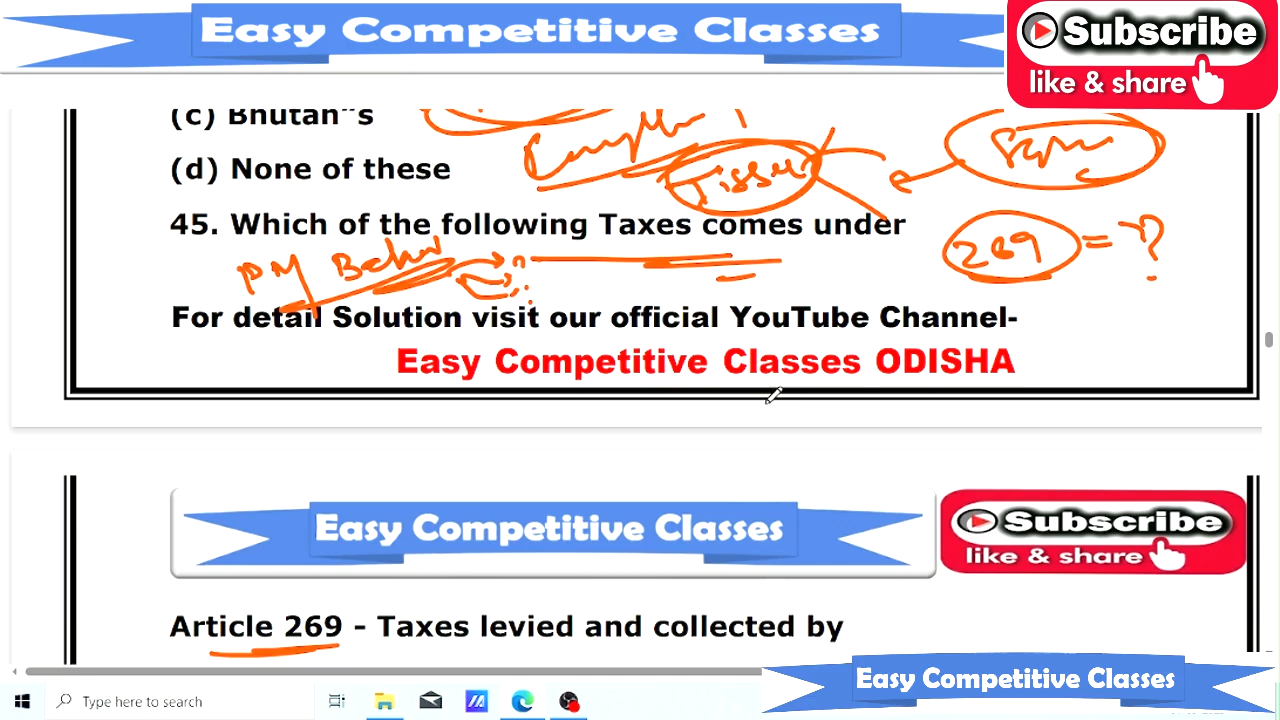 Easy Competitive Classes
Subscribe
like & share
(c) Bhutan"s
(d) None of these
Tissue
45. Which of the following Taxes comes under
269 = ?
PM
For detail Solution visit our official YouTube Channel-
Easy Competitive Classes ODISHA
Easy Competitive Classes
Subscribe
like & share
Article 269 - Taxes levied and collected by
Easy Competitive Classes
Type here to search